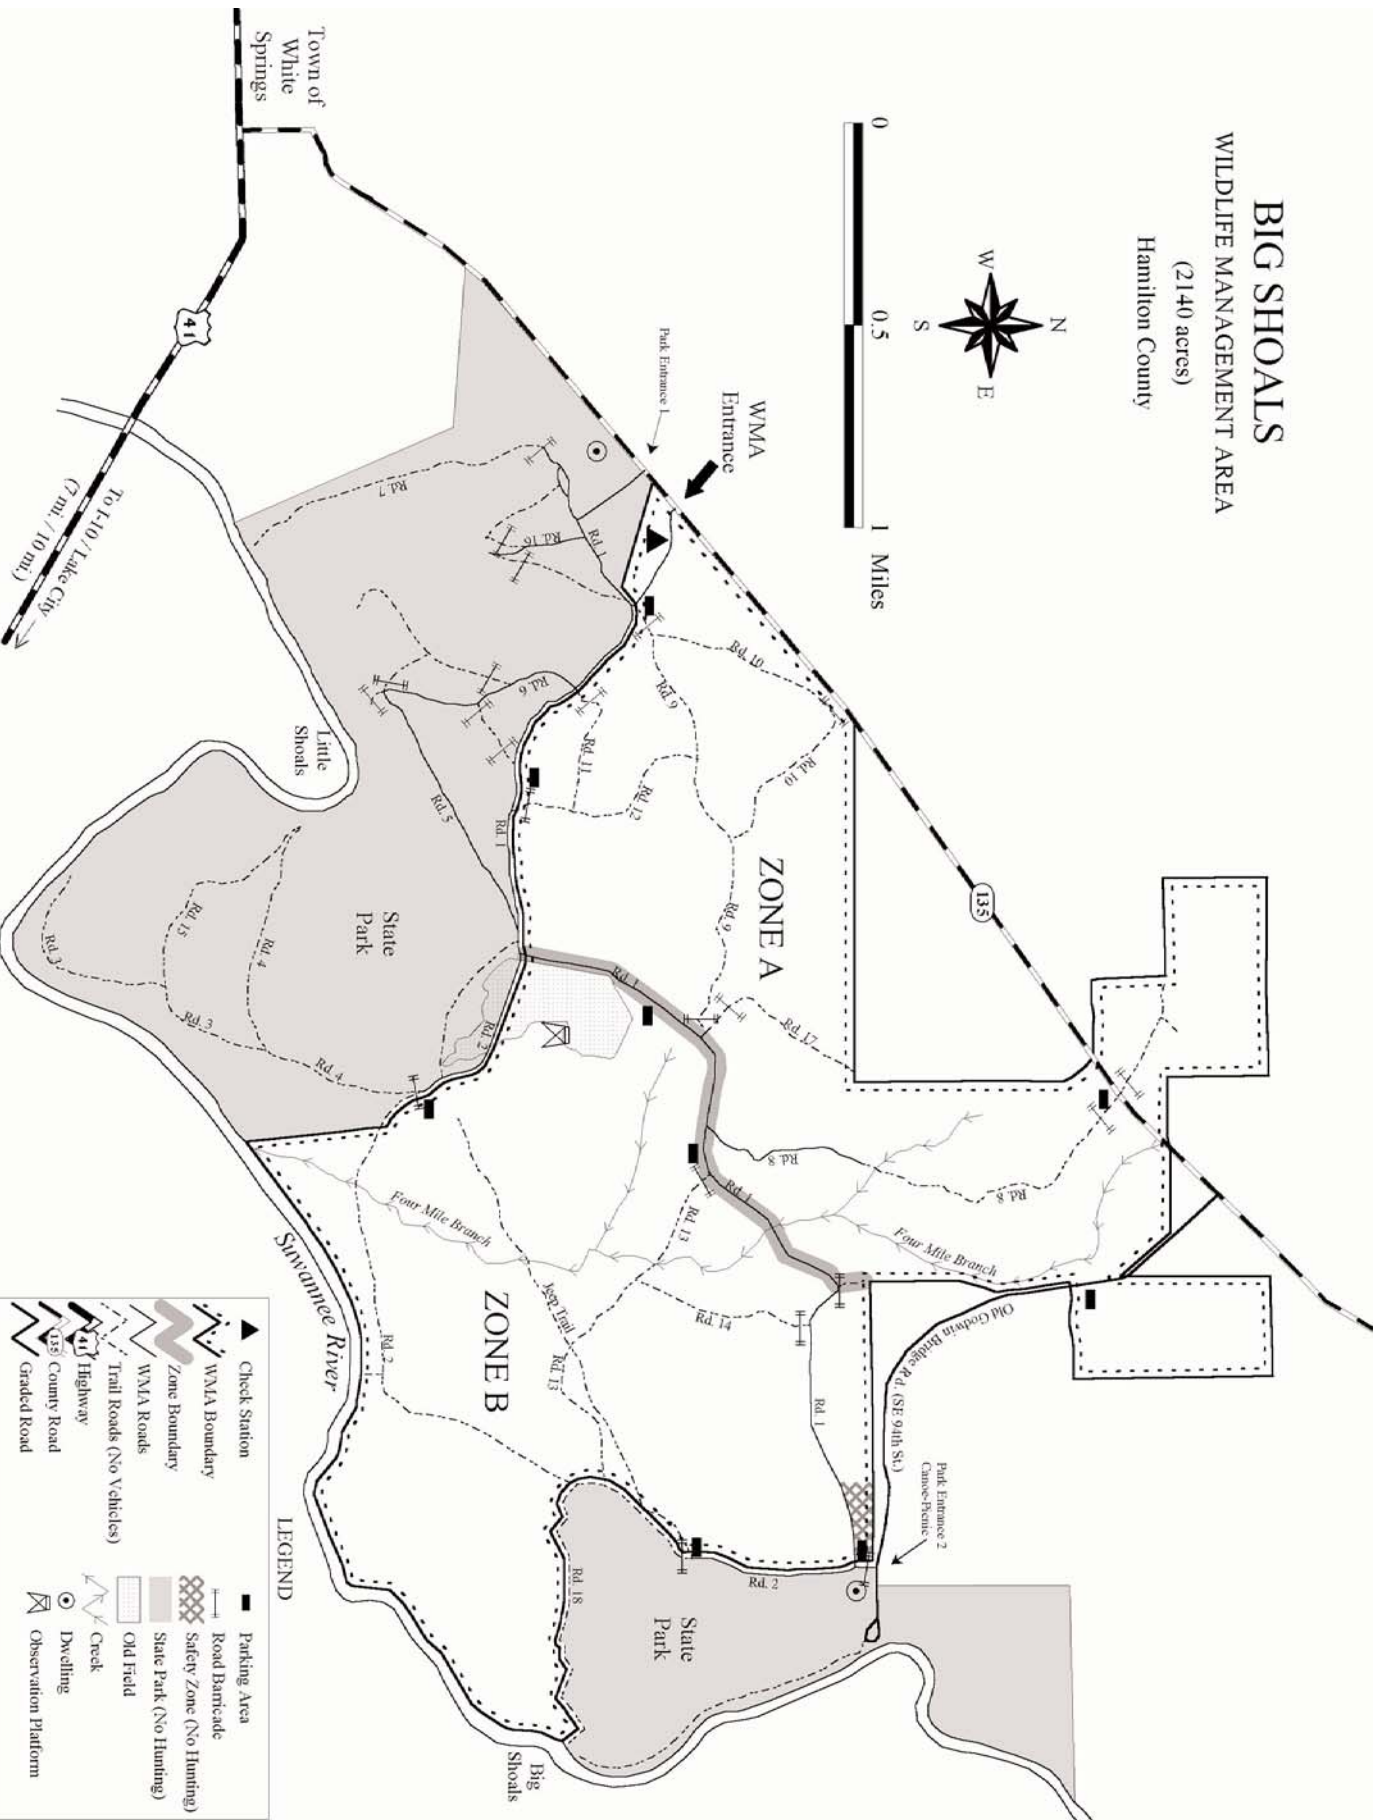 BIG SHOALS
WILDLIFE MANAGEMENT AREA
(2140 acres)
Hamilton County
N
W
E
S
0
0.5
1 Miles
Town of
White
Springs
41
To I-10 / Lake City
(7 mi. / 10 mi.)
Park Entrance 1
WMA
Entrance
135
Rd. 7
Rd. 16
Rd. 1
Rd. 10
Rd. 9
Rd. 6
Rd. 11
Rd. 12
Rd. 10
Rd. 5
Rd. 1
Little
Shoals
ZONE A
Rd. 9
State
Park
Rd. 15
Rd. 4
Rd. 3
Rd. 3
Rd. 4
Rd. 2
Rd. 1
Rd. 17
Rd. 8
Rd. 8
Rd. 1
Rd. 13
Four Mile Branch
Four Mile Branch
Old Godwin Bridge Rd. (SE 94th St.)
Rd. 14
Jeep Trail
Rd. 13
ZONE B
Rd. 2
Suwannee River
Rd. 1
Park Entrance 2
Canoe-Picnic
Rd. 2
Rd. 18
State
Park
Big
Shoals
LEGEND
Check Station
WMA Boundary
Zone Boundary
WMA Roads
Trail Roads (No Vehicles)
41
Highway
135
County Road
Graded Road
Parking Area
Road Barricade
Safety Zone (No Hunting)
State Park (No Hunting)
Old Field
Creek
Dwelling
Observation Platform